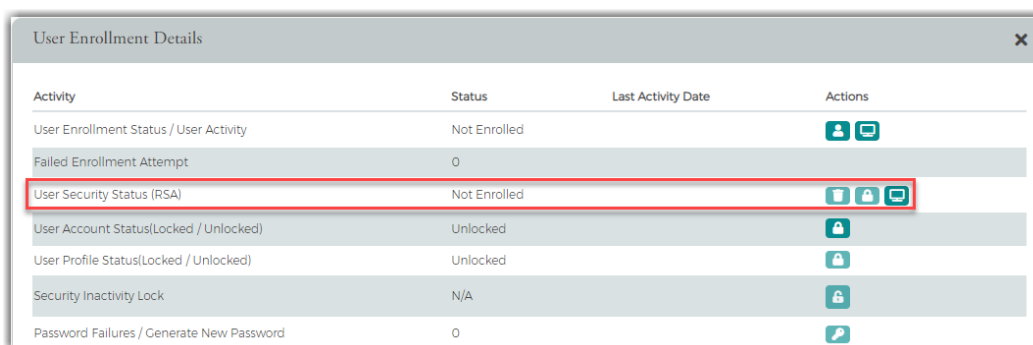 User Enrollment Details
Activity Status Last Activity Date Actions
User Enrollment Status / User Activity Not Enrolled
Failed Enrollment Attempt 0
User Security Status (RSA) Not Enrolled
User Account Status(Locked / Unlocked) Unlocked
User Profile Status(Locked / Unlocked) Unlocked
Security Inactivity Lock N/A
Password Failures / Generate New Password 0